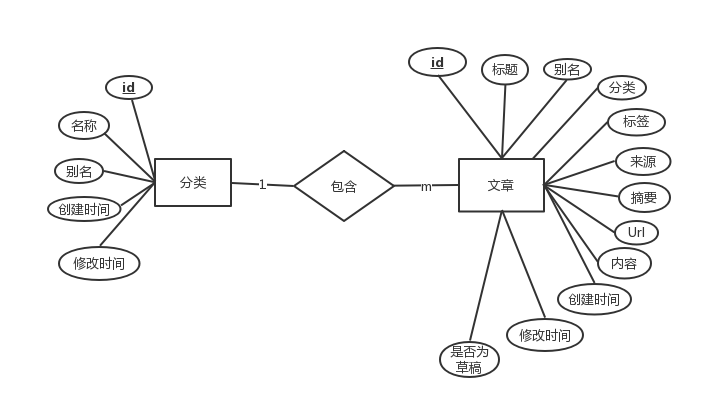 id
名称
别名
创建时间
修改时间
分类
1
包含
m
文章
id
标题
别名
分类
标签
来源
摘要
Url
内容
创建时间
修改时间
是否为
草稿